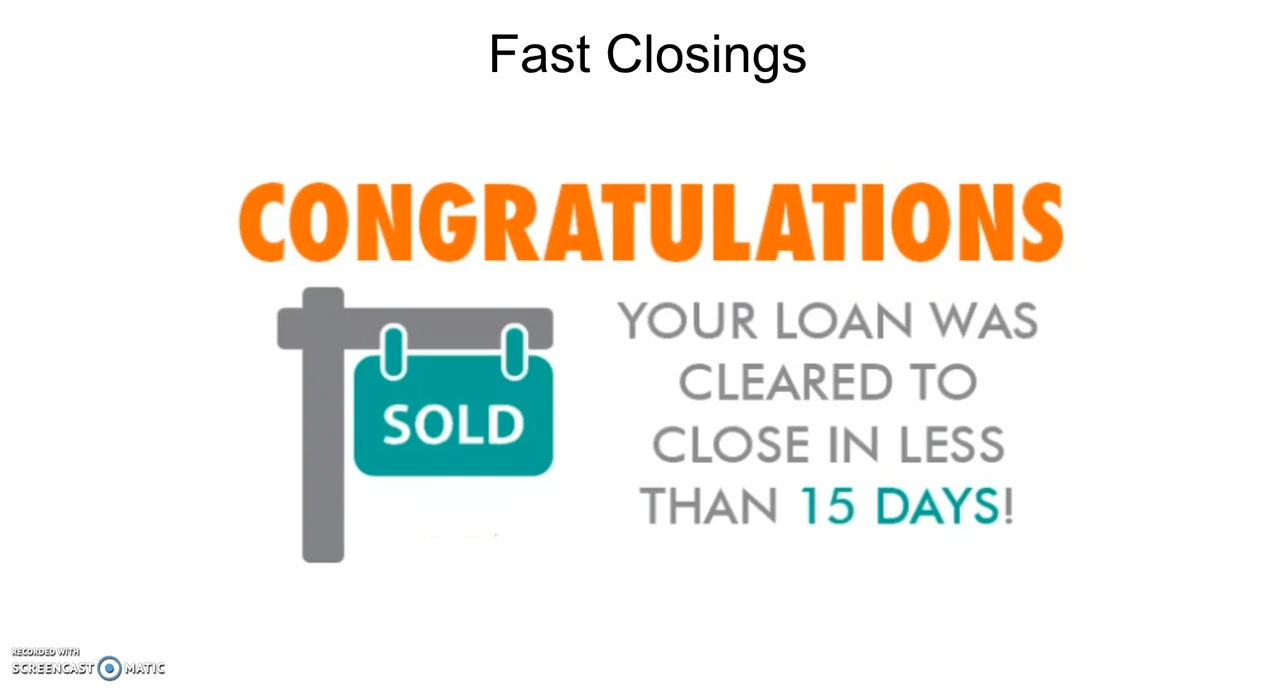 Fast Closings
CONGRATULATIONS
SOLD
YOUR LOAN WAS
CLEARED TO
CLOSE IN LESS
THAN 15 DAYS!
RECORDED WITH
SCREENCAST MATIC